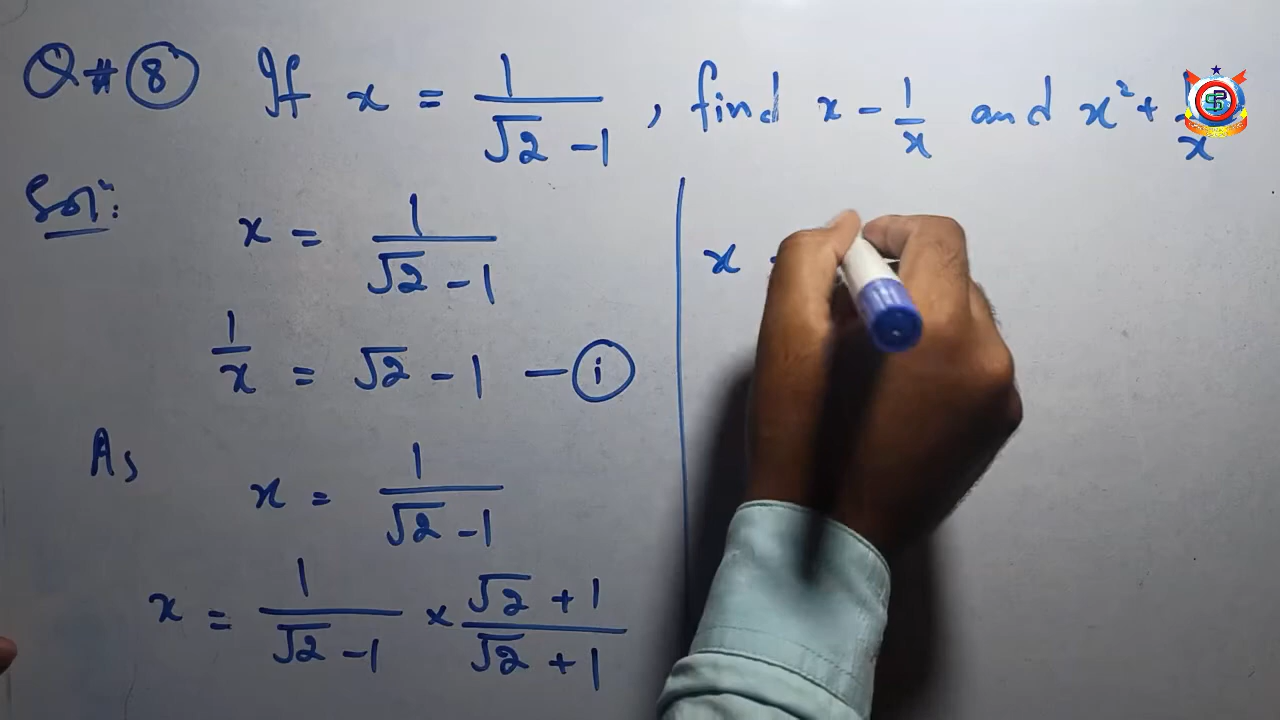 Q # 8 If x = 1/(√2 - 1), find x - 1/x and x² + 1/x
Sol:
x = 1/(√2 - 1)
1/x = √2 - 1 — (i)
As
x = 1/(√2 - 1)
x = 1/(√2 - 1) × (√2 + 1)/(√2 + 1)
x